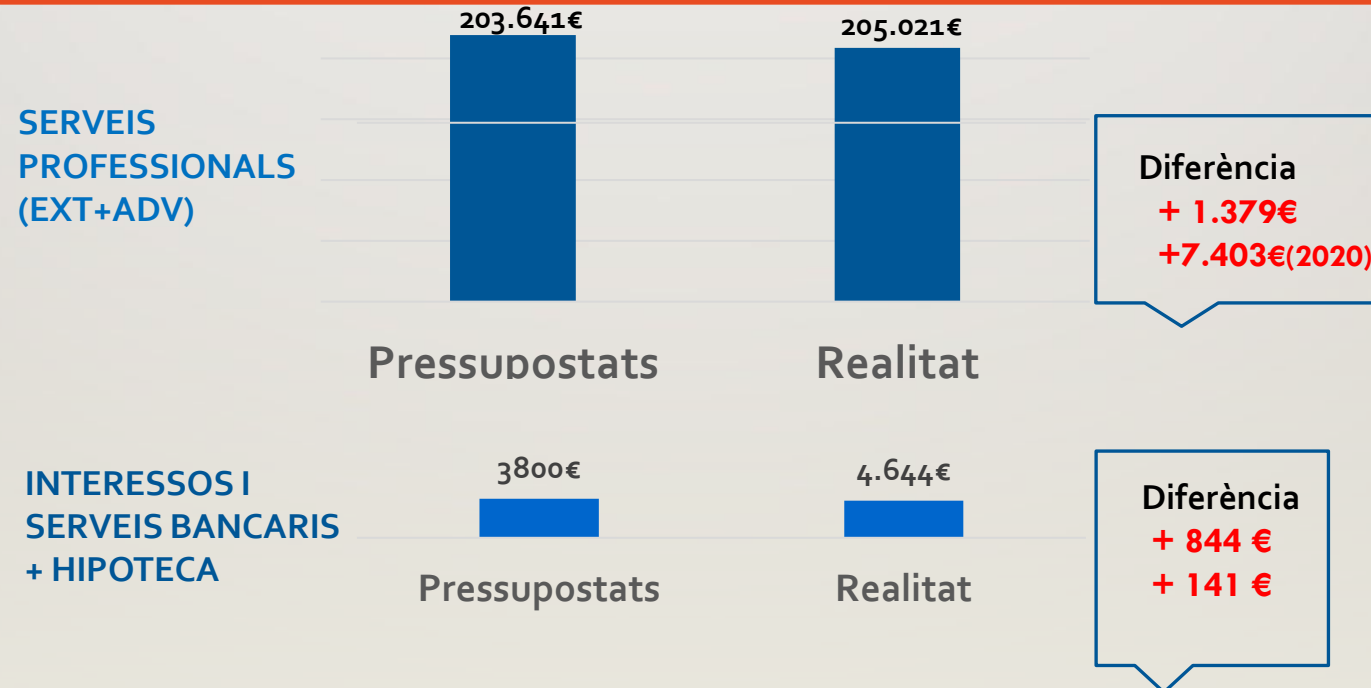 203.641€
205.021€
SERVEIS
PROFESSIONALS
(EXT+ADV)
Diferència
+ 1.379€
+7.403€(2020)
Pressupostats
Realitat
INTERESSOS I
SERVEIS BANCARIS
+ HIPOTECA
3800€
4.644€
Diferència
+ 844 €
+ 141 €
Pressupostats
Realitat